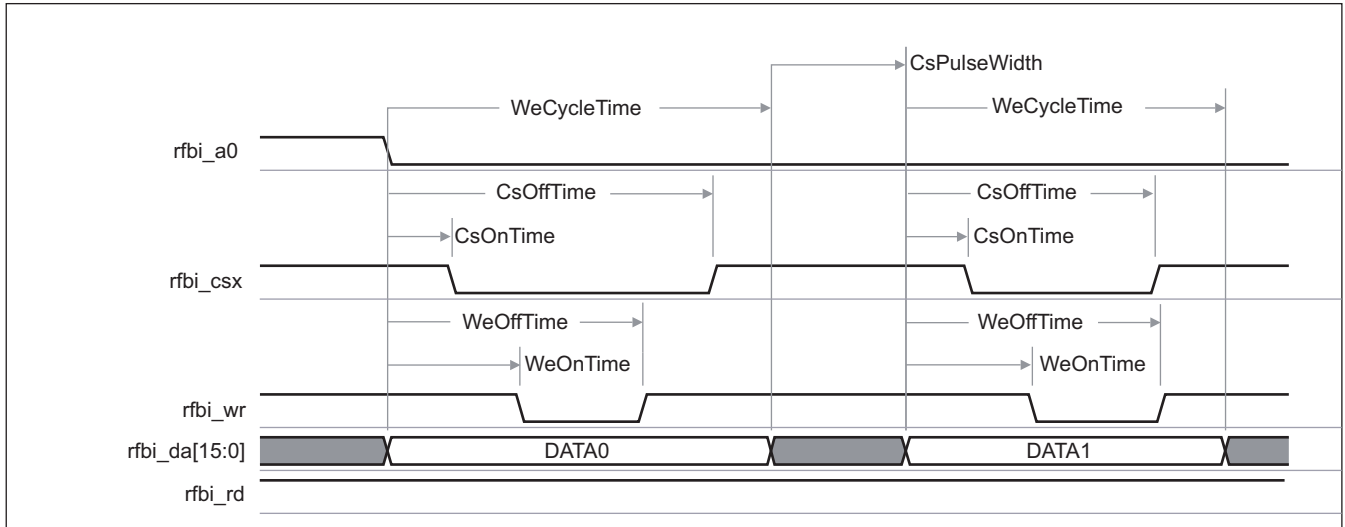 CsPulseWidth
WeCycleTime WeCycleTime
rfbi_a0
CsOffTime CsOffTime
CsOnTime CsOnTime
rfbi_csx
WeOffTime WeOffTime
WeOnTime WeOnTime
rfbi_wr
rfbi_da[15:0] DATA0 DATA1
rfbi_rd